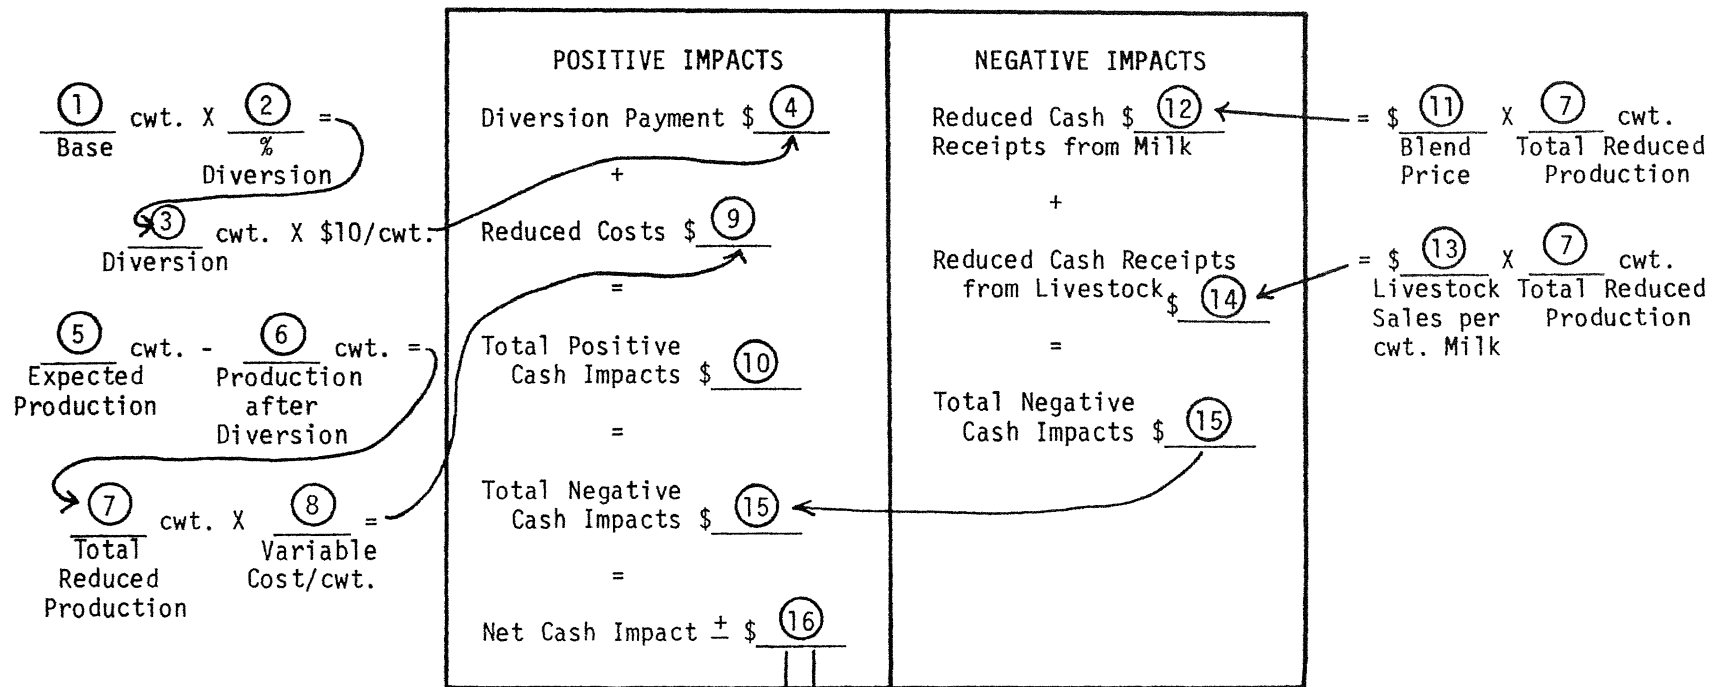 POSITIVE IMPACTS
NEGATIVE IMPACTS
1 cwt. X 2 =
Base % Diversion
3 cwt. X $10/cwt.
Diversion
5 cwt. - 6 cwt. =
Expected Production
Production after Diversion
7 cwt. X 8 =
Total Reduced Production
Variable Cost/cwt.
Diversion Payment $ 4
+
Reduced Costs $ 9
=
Total Positive
Cash Impacts $ 10
=
Total Negative
Cash Impacts $ 15
=
Net Cash Impact ± $ 16
Reduced Cash $ 12
Receipts from Milk
+
Reduced Cash Receipts
from Livestock $ 14
=
Total Negative
Cash Impacts $ 15
= $ 11 X 7 cwt.
Blend Price
Total Reduced Production
= $ 13 X 7 cwt.
Livestock Sales per cwt. Milk
Total Reduced Production